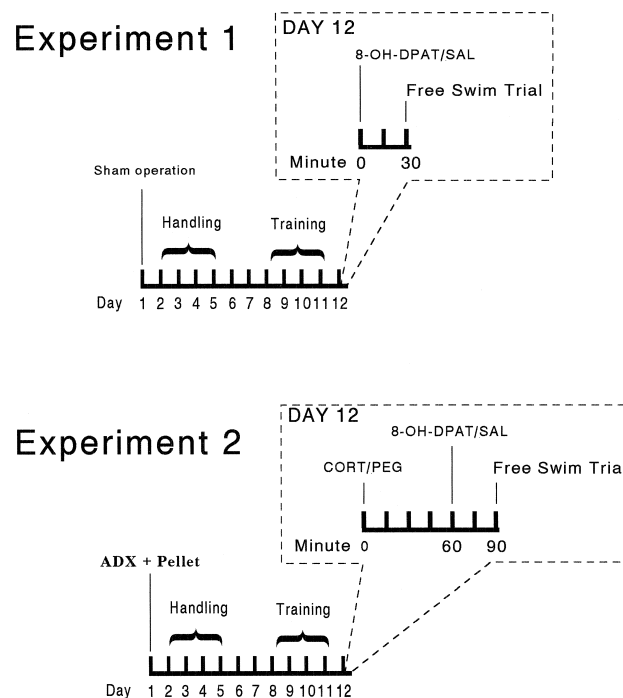 Experiment 1
DAY 12
8-OH-DPAT/SAL
Free Swim Trial
Minute 0 30
Sham operation
Handling Training
Day 1 2 3 4 5 6 7 8 9 10 11 12
Experiment 2
DAY 12
8-OH-DPAT/SAL
CORT/PEG Free Swim Tria
Minute 0 60 90
ADX + Pellet
Handling Training
Day 1 2 3 4 5 6 7 8 9 10 11 12